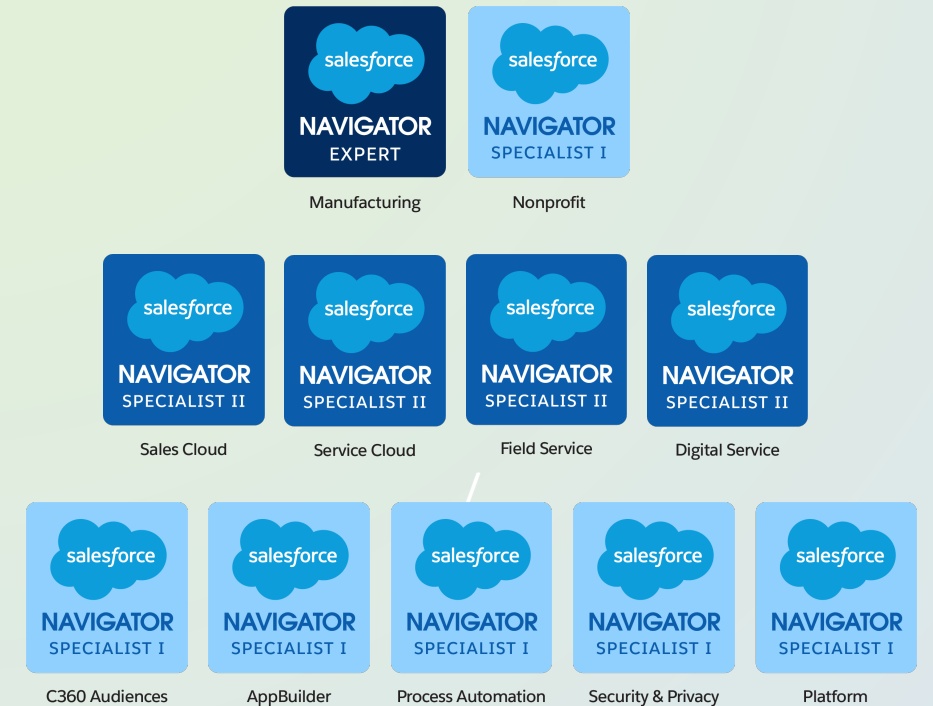 salesforce
NAVIGATOR
EXPERT
Manufacturing
salesforce
NAVIGATOR
SPECIALIST I
Nonprofit
salesforce
NAVIGATOR
SPECIALIST II
Sales Cloud
salesforce
NAVIGATOR
SPECIALIST II
Service Cloud
salesforce
NAVIGATOR
SPECIALIST II
Field Service
salesforce
NAVIGATOR
SPECIALIST II
Digital Service
salesforce
NAVIGATOR
SPECIALIST I
C360 Audiences
salesforce
NAVIGATOR
SPECIALIST I
AppBuilder
salesforce
NAVIGATOR
SPECIALIST I
Process Automation
salesforce
NAVIGATOR
SPECIALIST I
Security & Privacy
salesforce
NAVIGATOR
SPECIALIST I
Platform